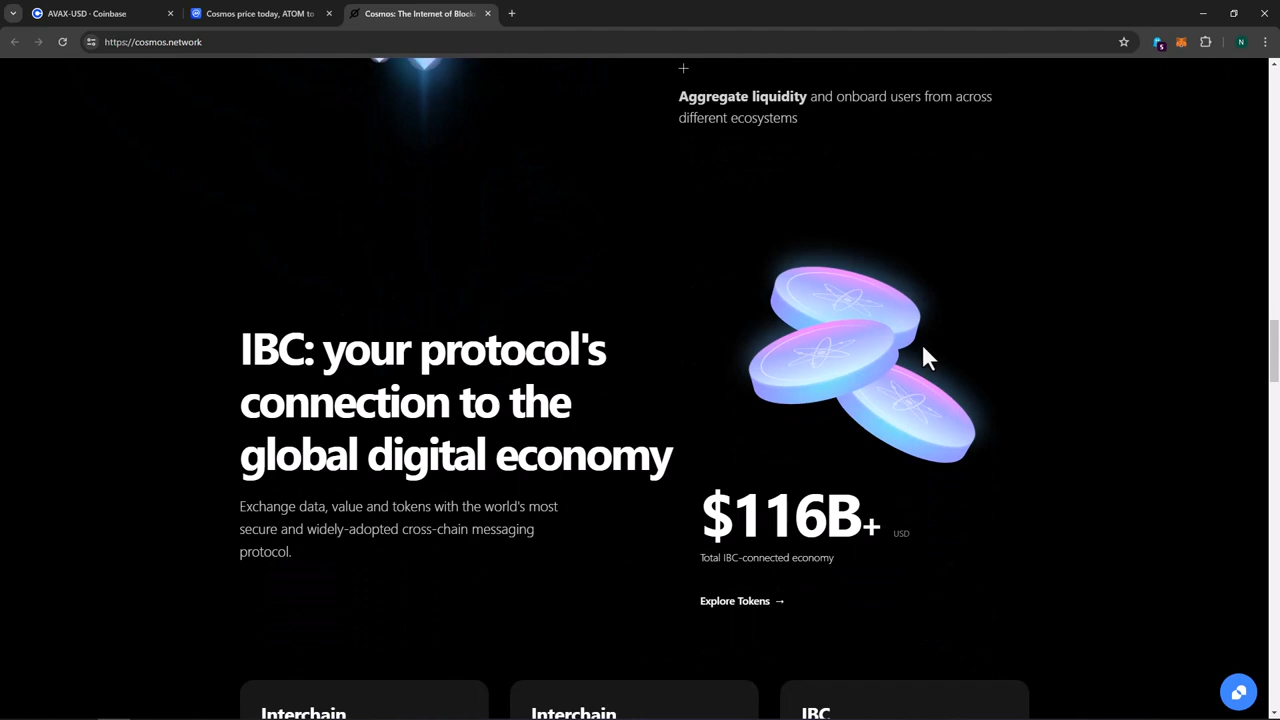 AVAX-USD · Coinbase
Cosmos price today, ATOM to
Cosmos: The Internet of Block
https://cosmos.network
N
Aggregate liquidity and onboard users from across
different ecosystems
IBC: your protocol's
connection to the
global digital economy
Exchange data, value and tokens with the world's most
secure and widely-adopted cross-chain messaging
protocol.
$116B+ USD
Total IBC-connected economy
Explore Tokens →
Interchain
Interchain
IBC